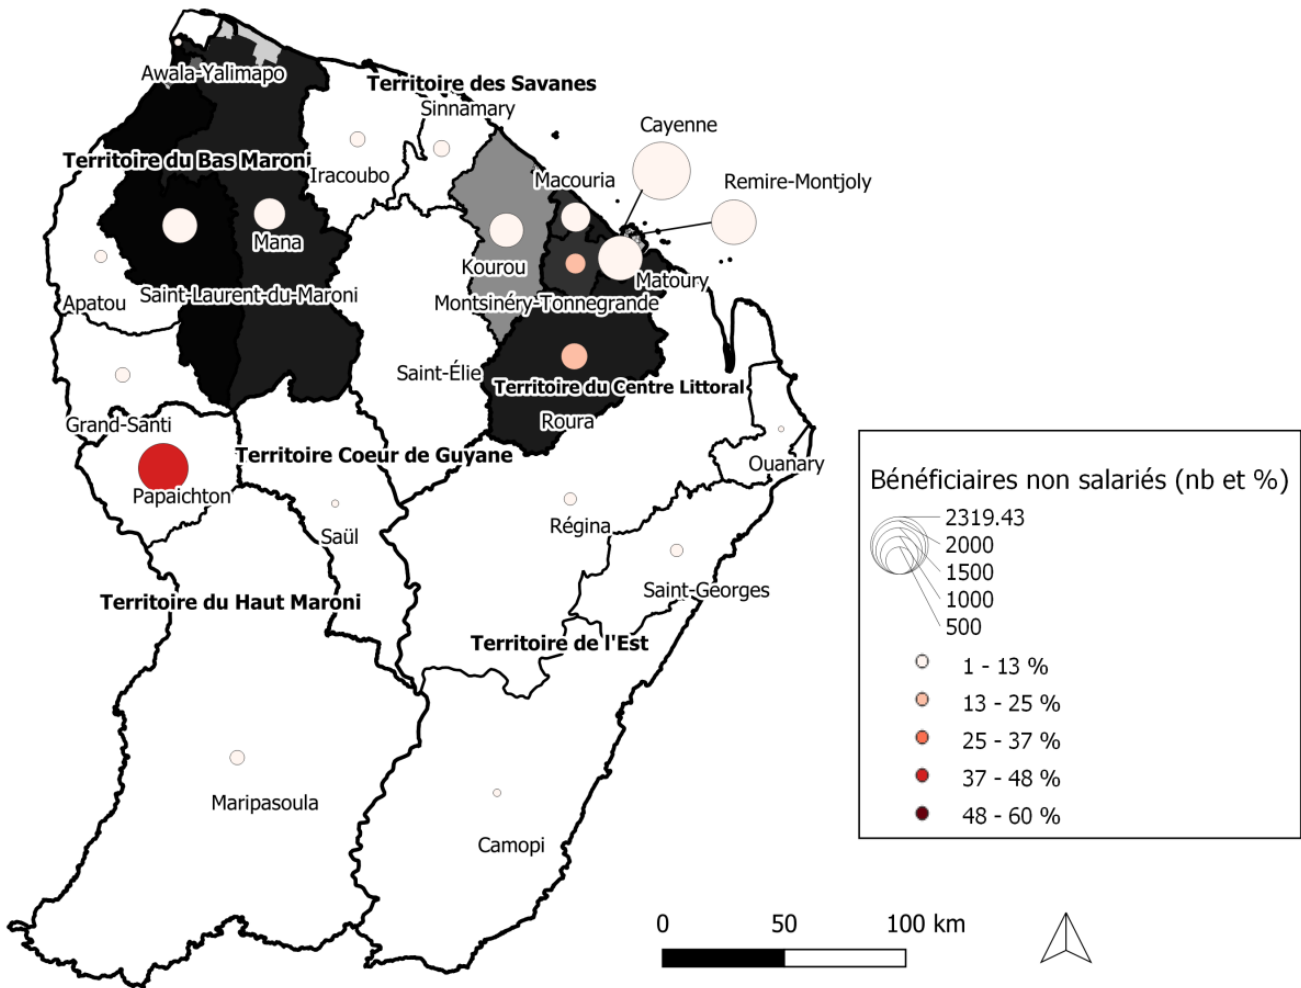 Awala-Yalimapo
Territoire des Savanes
Sinnamary
Cayenne
Territoire du Bas Maroni
Iracoubo
Macouria
Remire-Montjoly
Mana
Kourou
Matoury
Apatou
Saint-Laurent-du-Maroni
Montsinéry-Tonnegrande
Saint-Élie
Territoire du Centre Littoral
Roura
Grand-Santi
Territoire Coeur de Guyane
Ouanary
Papaichton
Saül
Régina
Saint-Georges
Territoire du Haut Maroni
Territoire de l'Est
Maripasoula
Camopi
Bénéficiaires non salariés (nb et %)
2319.43
2000
1500
1000
500
1 - 13 %
13 - 25 %
25 - 37 %
37 - 48 %
48 - 60 %
0 50 100 km